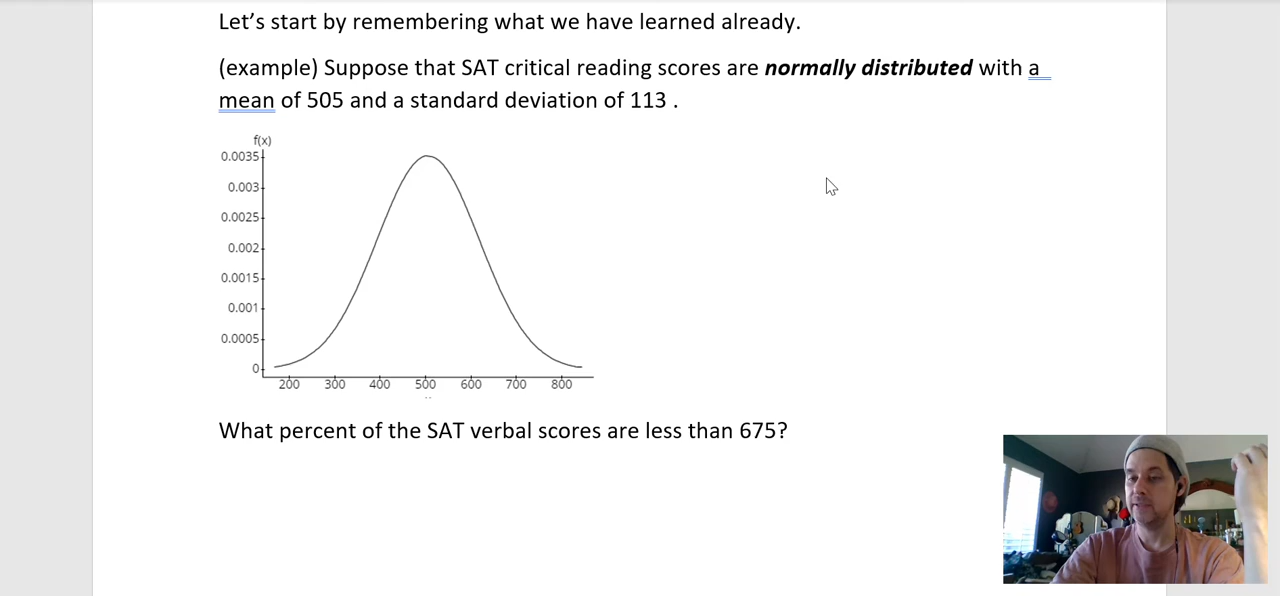 Let’s start by remembering what we have learned already.
(example) Suppose that SAT critical reading scores are normally distributed with a
mean of 505 and a standard deviation of 113 .
f(x)
0.0035
0.003
0.0025
0.002
0.0015
0.001
0.0005
0
200 300 400 500 600 700 800
What percent of the SAT verbal scores are less than 675?